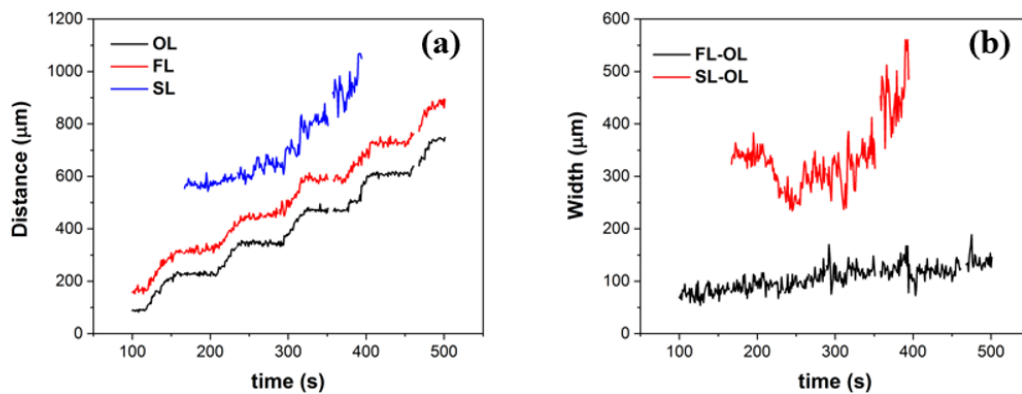 (a)
OL
FL
SL
Distance (μm)
1200
1000
800
600
400
200
0
100 200 300 400 500
time (s)
(b)
FL-OL
SL-OL
Width (μm)
600
500
400
300
200
100
0
100 200 300 400 500
time (s)